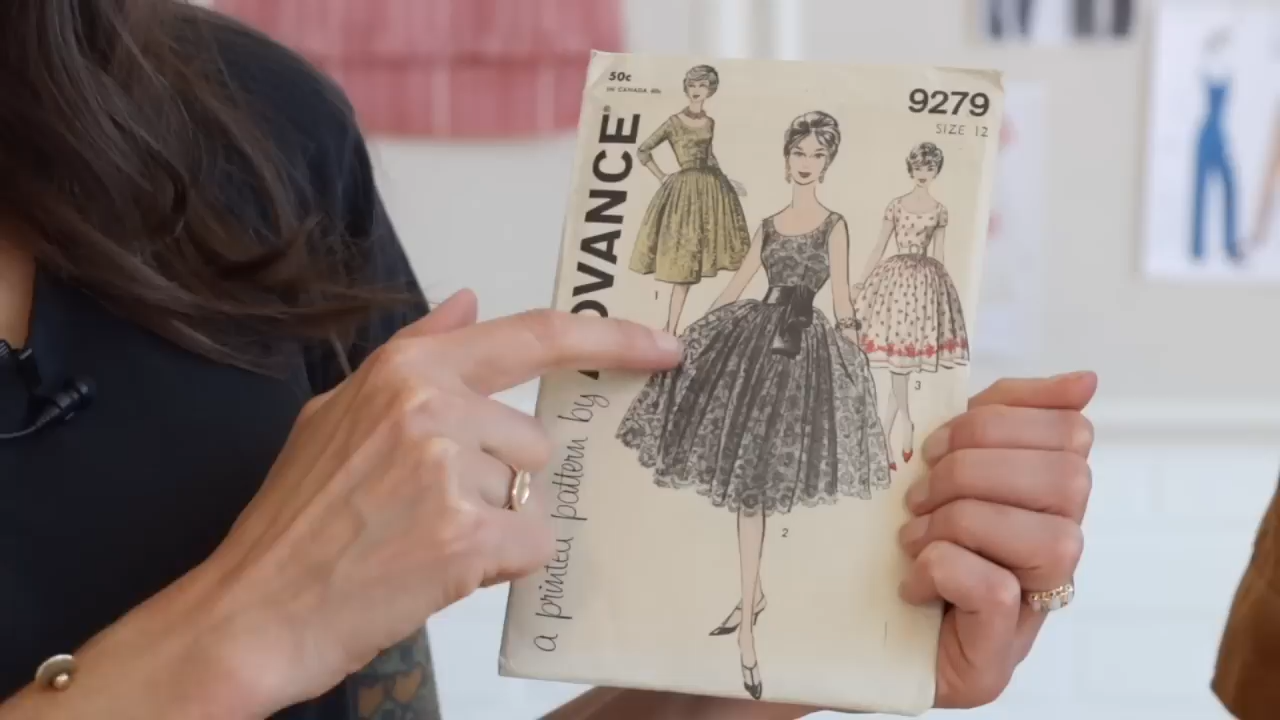 50c
IN CANADA 60c
9279
SIZE 12
a printed pattern by ADVANCE®
1
2
3